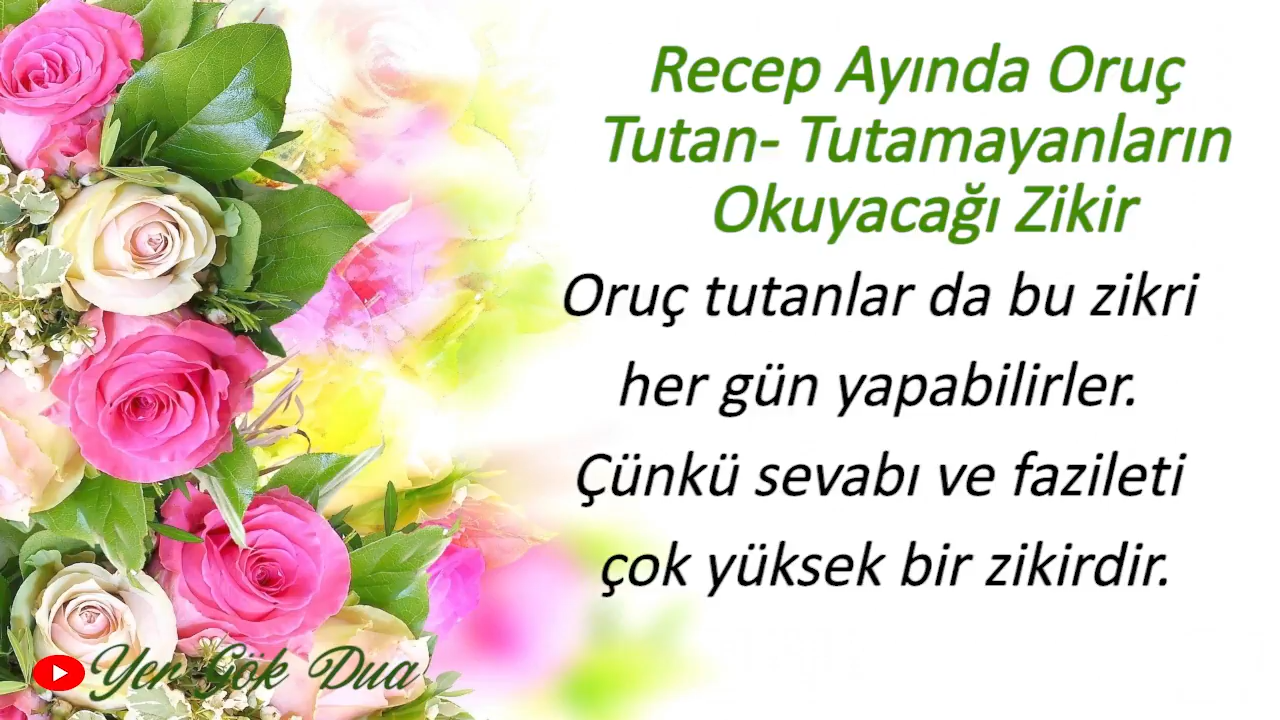 Recep Ayında Oruç
Tutan- Tutamayanların
Okuyacağı Zikir
Oruç tutanlar da bu zikri
her gün yapabilirler.
Çünkü sevabı ve fazileti
çok yüksek bir zikirdir.
Yer Gök Dua